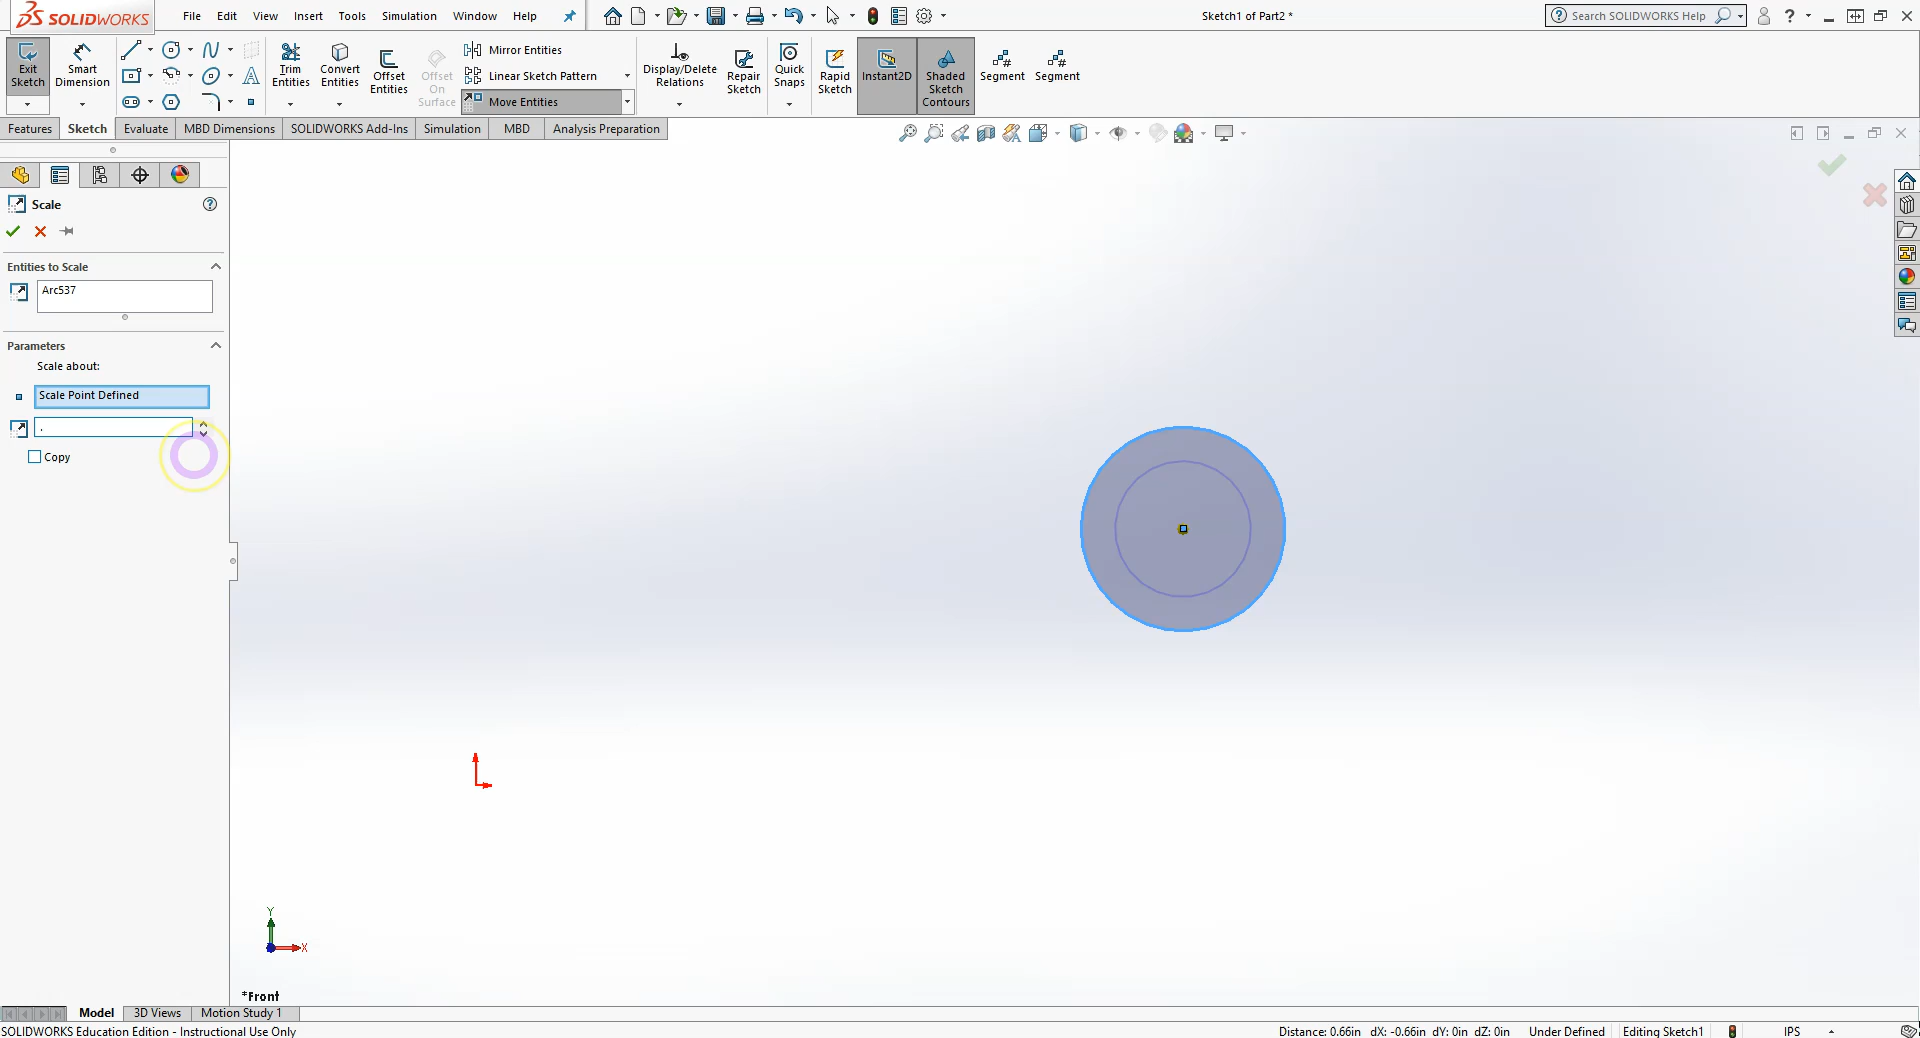 SOLIDWORKS File Edit View Insert Tools Simulation Window Help Sketch1 of Part2 * Search SOLIDWORKS Help ?
Exit Sketch
Smart Dimension
Trim Entities
Convert Entities
Offset Entities
Offset On Surface
Mirror Entities
Linear Sketch Pattern
Move Entities
Display/Delete Relations
Repair Sketch
Quick Snaps
Rapid Sketch
Instant2D
Shaded Sketch Contours
Segment
Segment
Features Sketch Evaluate MBD Dimensions SOLIDWORKS Add-Ins Simulation MBD Analysis Preparation
Scale ?
Entities to Scale
Arc537
Parameters
Scale about:
Scale Point Defined
.
Copy
Y
X
*Front
Model 3D Views Motion Study 1
SOLIDWORKS Education Edition - Instructional Use Only Distance: 0.66in dX: -0.66in dY: 0in dZ: 0in Under Defined Editing Sketch1 IPS